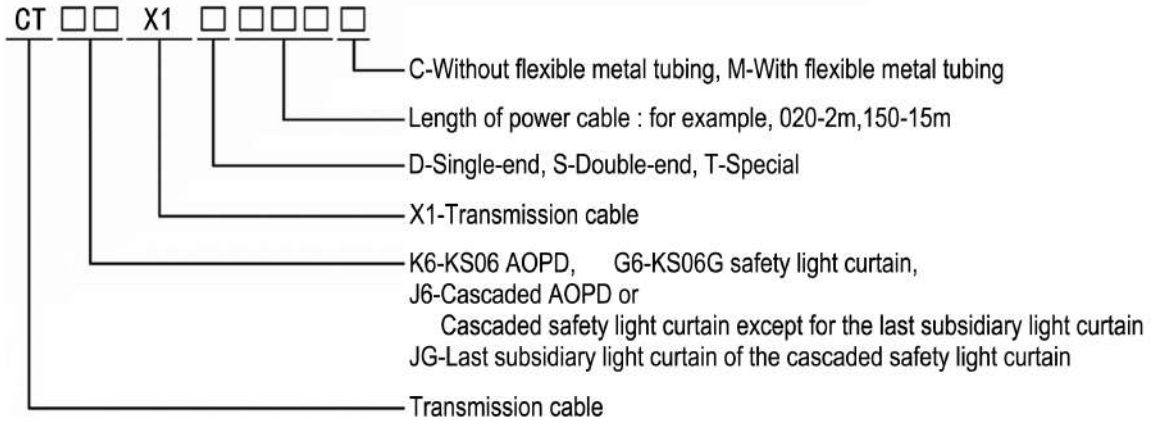 CT □□ X1 □ □□□ □
C-Without flexible metal tubing, M-With flexible metal tubing
Length of power cable : for example, 020-2m,150-15m
D-Single-end, S-Double-end, T-Special
X1-Transmission cable
K6-KS06 AOPD, G6-KS06G safety light curtain,
J6-Cascaded AOPD or
Cascaded safety light curtain except for the last subsidiary light curtain
JG-Last subsidiary light curtain of the cascaded safety light curtain
Transmission cable